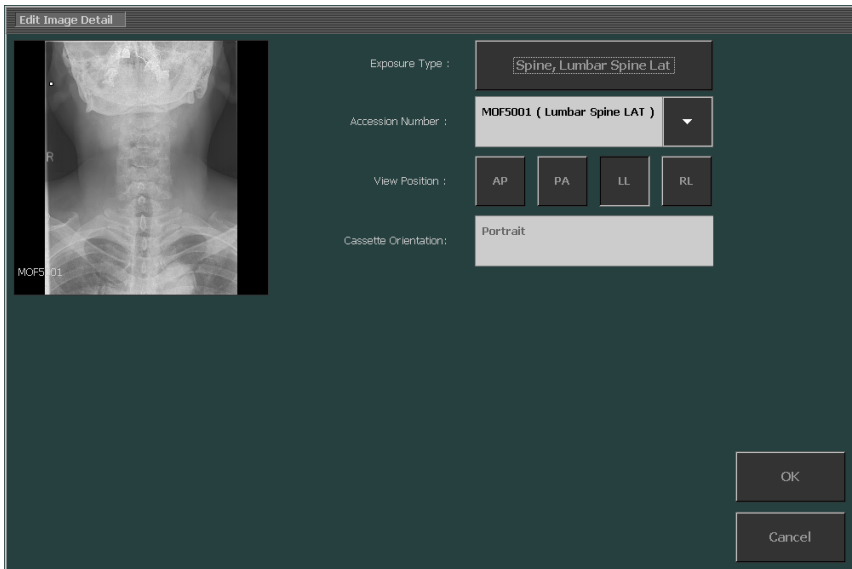 Edit Image Detail
Exposure Type :
Spine, Lumbar Spine Lat
Accession Number :
MOF5001 ( Lumbar Spine LAT )
View Position :
AP
PA
LL
RL
Cassette Orientation:
Portrait
R
MOF5001
OK
Cancel